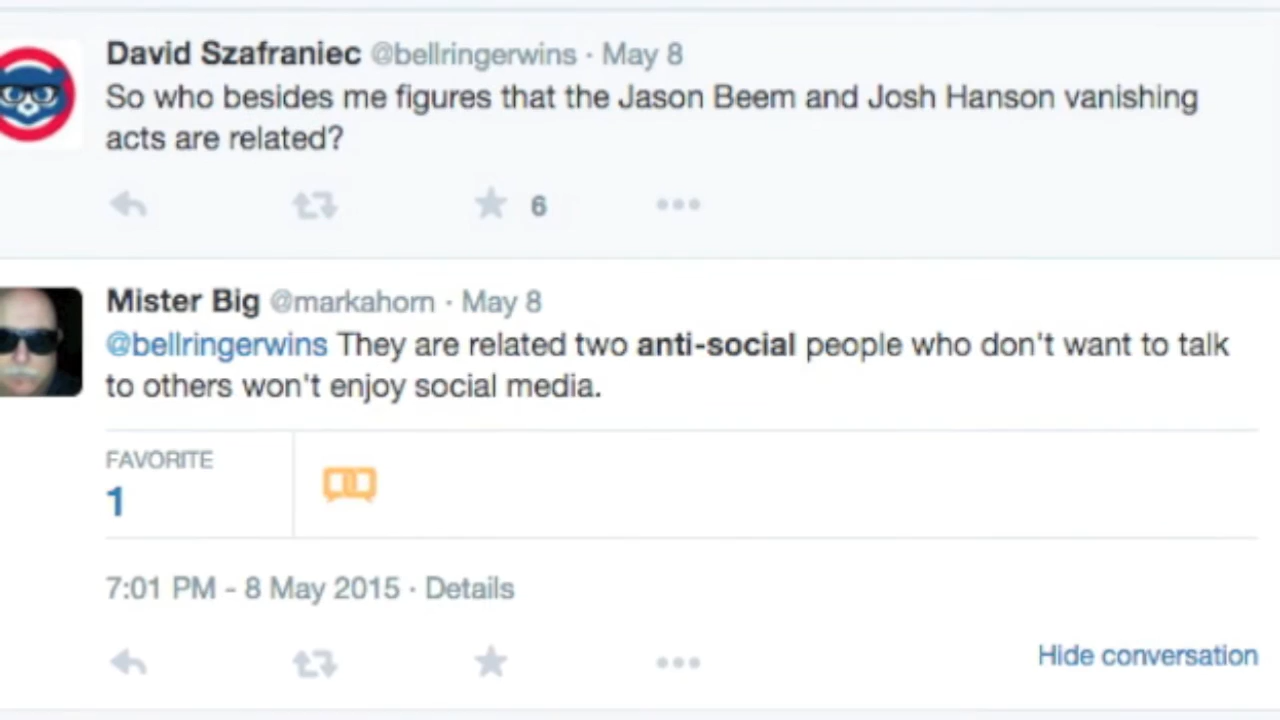 David Szafraniec @bellringerwins · May 8
So who besides me figures that the Jason Beem and Josh Hanson vanishing
acts are related?
6
Mister Big @markahorn · May 8
@bellringerwins They are related two anti-social people who don't want to talk
to others won't enjoy social media.
FAVORITE
1
7:01 PM - 8 May 2015 · Details
Hide conversation